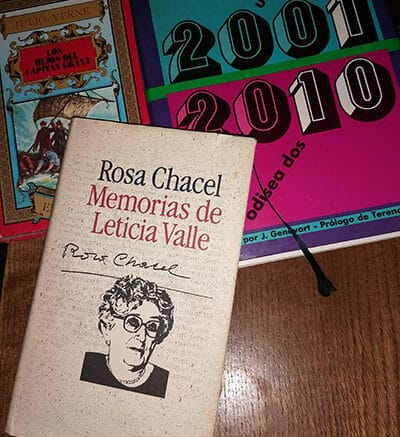 JULIO VERNE
LOS
HIJOS DEL
CAPITÁN GRANT
2001
2010
odisea dos
por J. Genovart - Prólogo de Teren
Rosa Chacel
Memorias de
Leticia Valle
Rosa Chacel